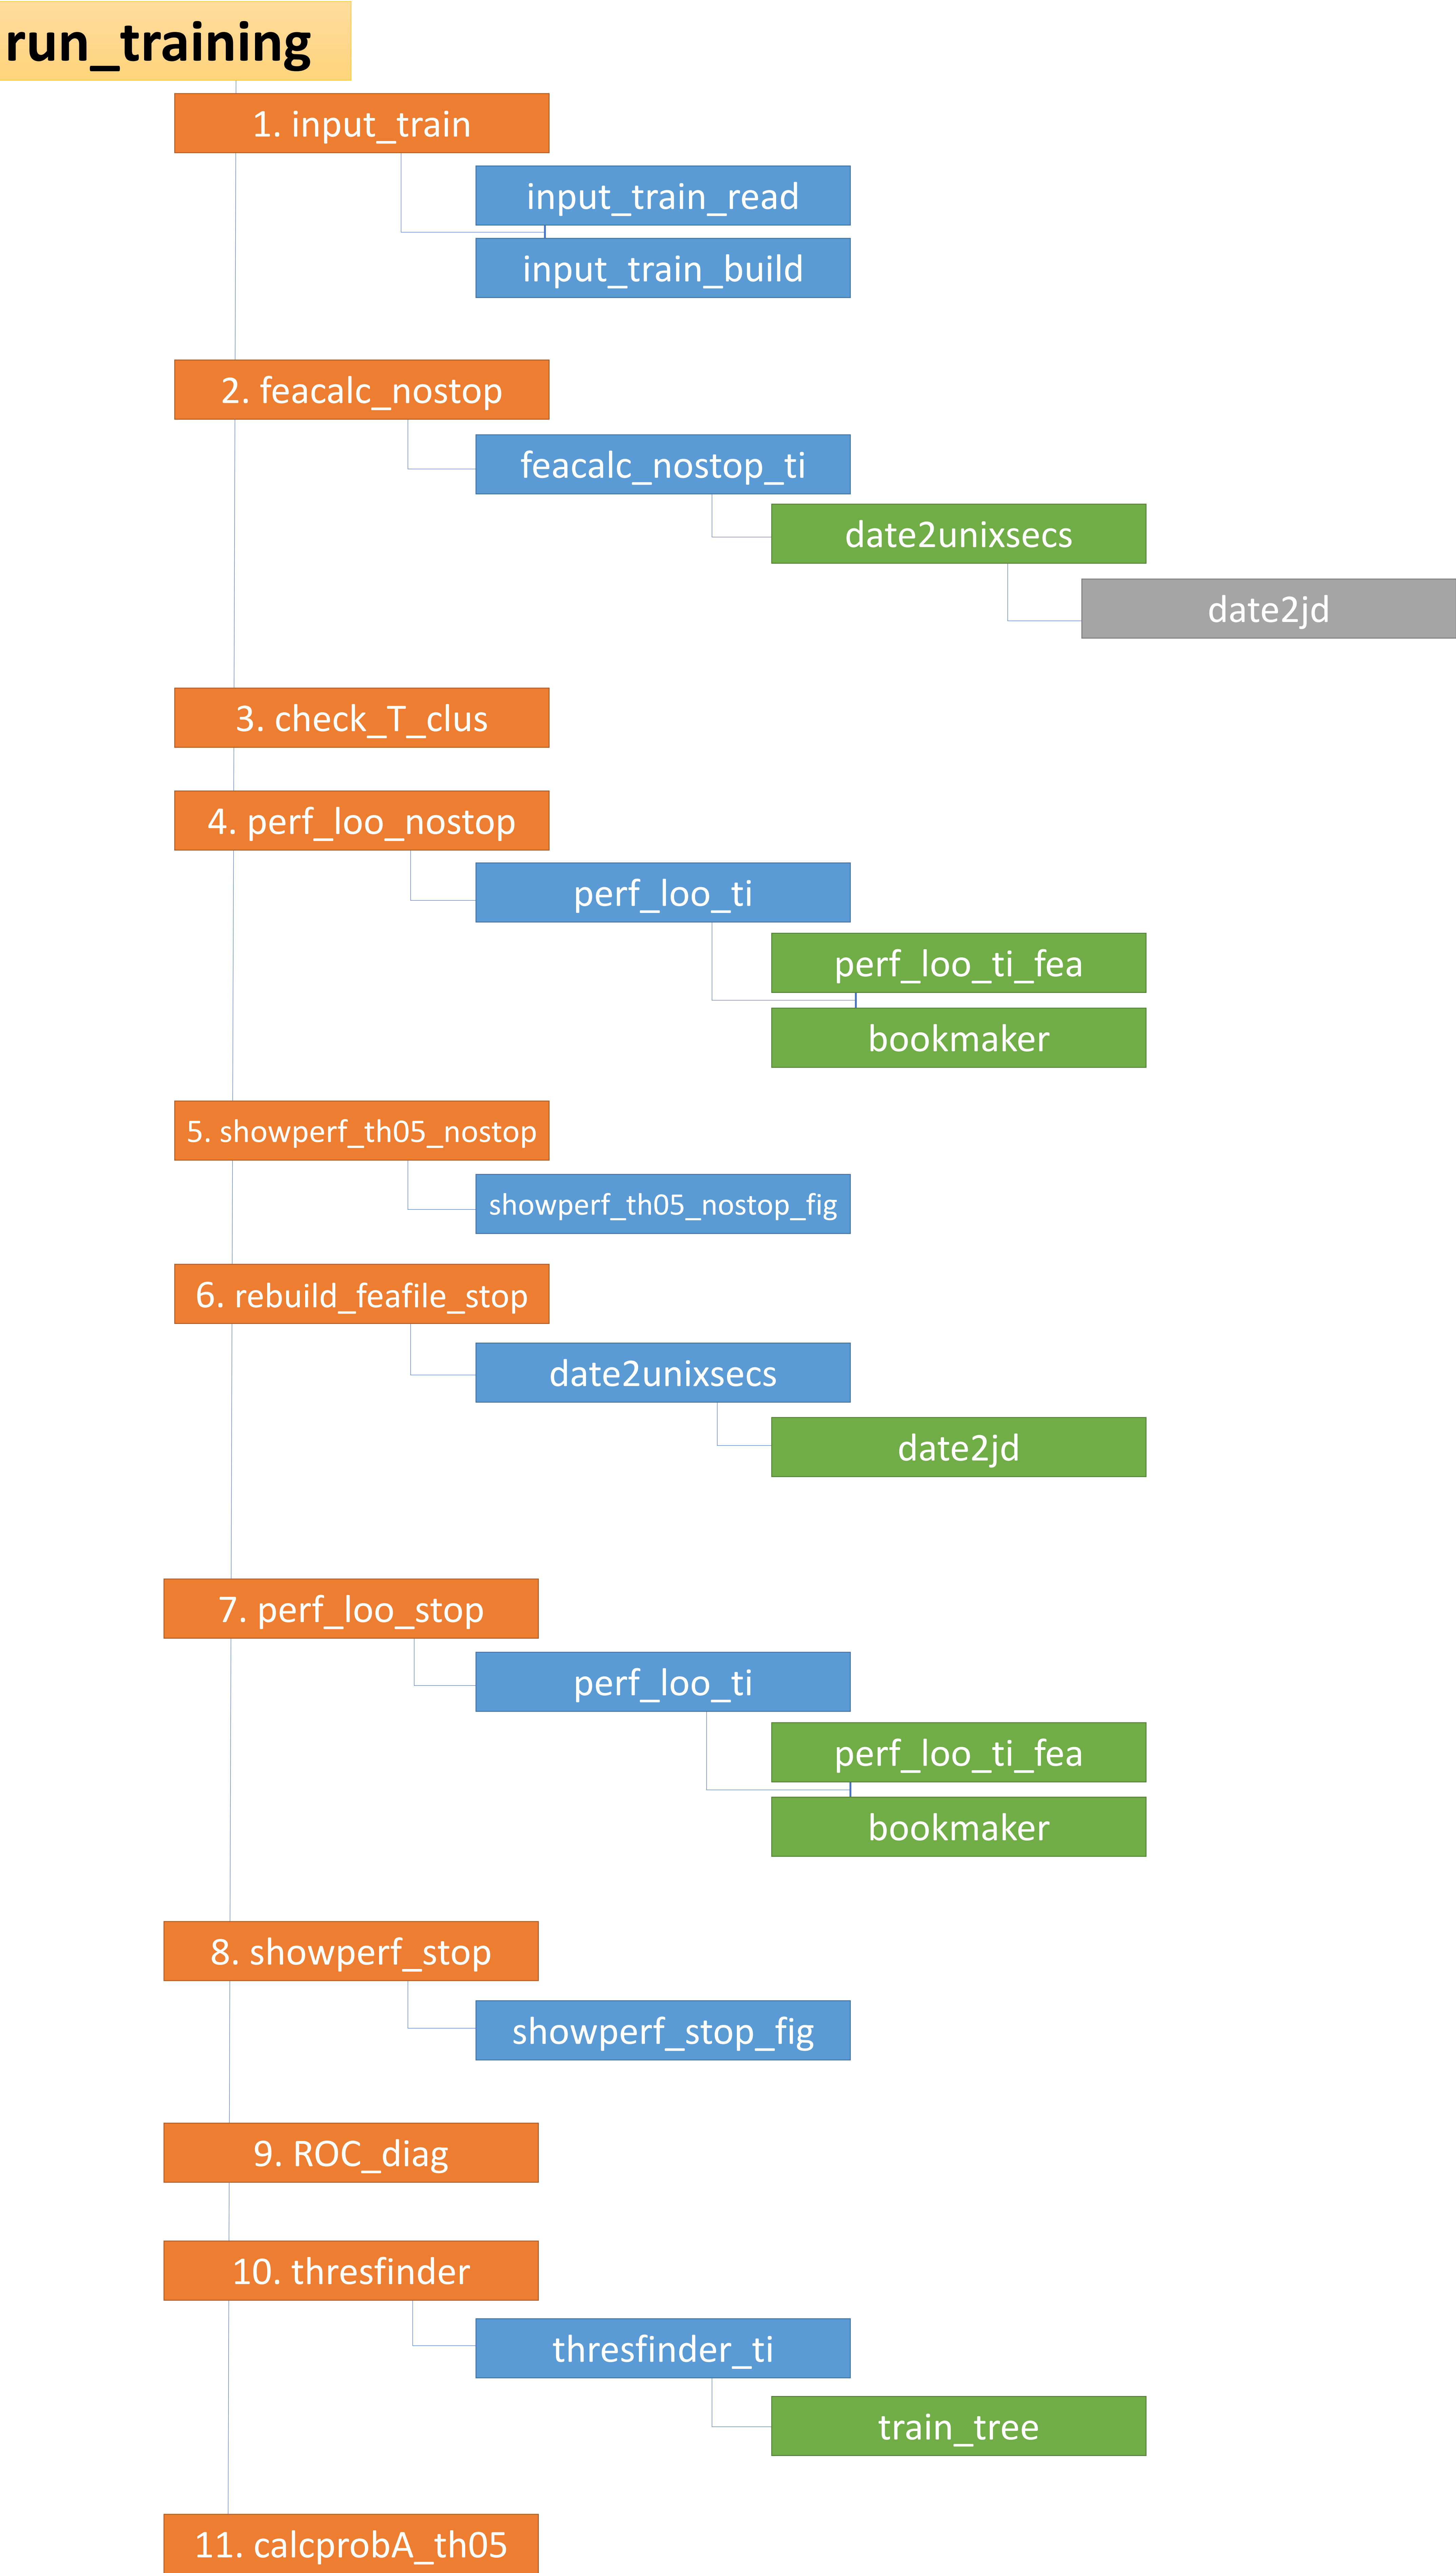 run_training
1. input_train
input_train_read
input_train_build
2. feacalc_nostop
feacalc_nostop_ti
date2unixsecs
date2jd
3. check_T_clus
4. perf_loo_nostop
perf_loo_ti
perf_loo_ti_fea
bookmaker
5. showperf_th05_nostop
showperf_th05_nostop_fig
6. rebuild_feafile_stop
date2unixsecs
date2jd
7. perf_loo_stop
perf_loo_ti
perf_loo_ti_fea
bookmaker
8. showperf_stop
showperf_stop_fig
9. ROC_diag
10. thresfinder
thresfinder_ti
train_tree
11. calcprobA_th05